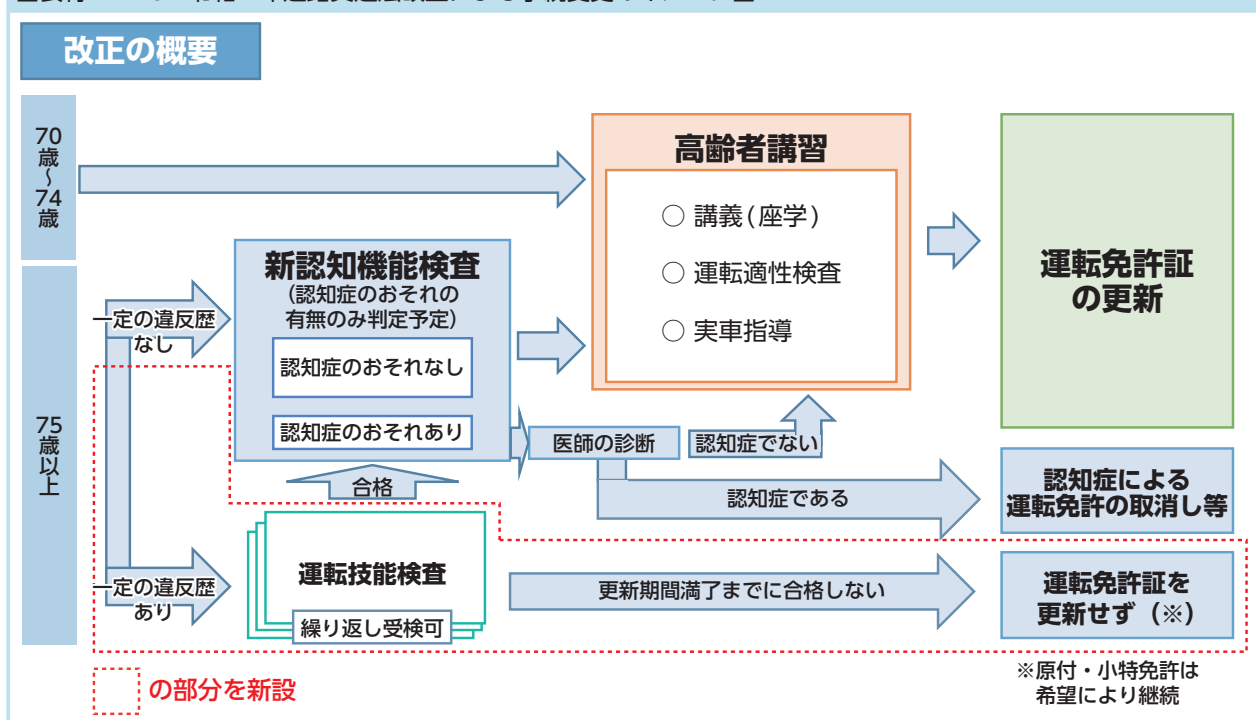 改正の概要
70
歳
〜
74
歳
高齢者講習
○ 講義(座学)
○ 運転適性検査
○ 実車指導
運転免許証
の更新
新認知機能検査
(認知症のおそれの
有無のみ判定予定)
認知症のおそれなし
認知症のおそれあり
一定の違反歴
なし
75
歳
以
上
医師の診断
認知症でない
合格
認知症である
認知症による
運転免許の取消し等
運転技能検査
繰り返し受検可
一定の違反歴
あり
更新期間満了までに合格しない
運転免許証を
更新せず(※)
の部分を新設
※原付・小特免許は
希望により継続